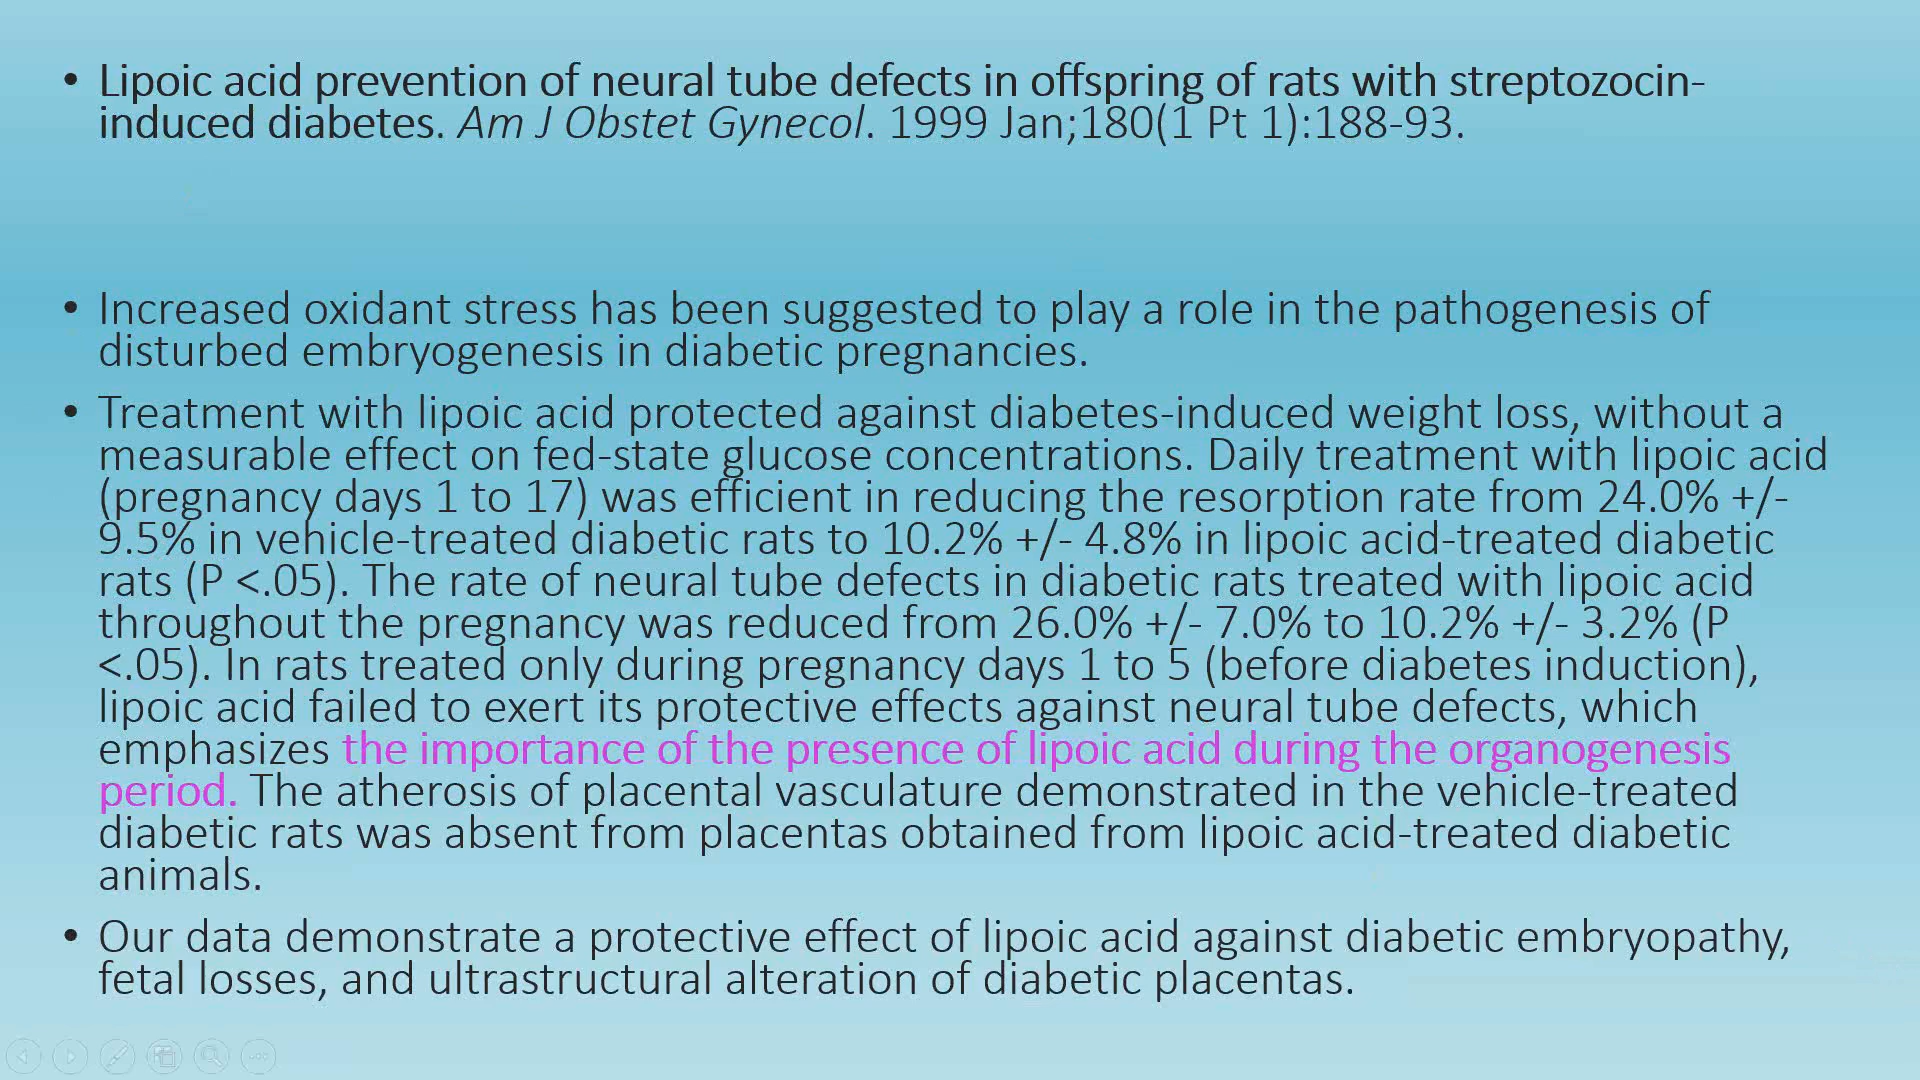 • Lipoic acid prevention of neural tube defects in offspring of rats with streptozocin-
induced diabetes. Am J Obstet Gynecol. 1999 Jan;180(1 Pt 1):188-93.
• Increased oxidant stress has been suggested to play a role in the pathogenesis of
disturbed embryogenesis in diabetic pregnancies.
• Treatment with lipoic acid protected against diabetes-induced weight loss, without a
measurable effect on fed-state glucose concentrations. Daily treatment with lipoic acid
(pregnancy days 1 to 17) was efficient in reducing the resorption rate from 24.0% +/-
9.5% in vehicle-treated diabetic rats to 10.2% +/- 4.8% in lipoic acid-treated diabetic
rats (P <.05). The rate of neural tube defects in diabetic rats treated with lipoic acid
throughout the pregnancy was reduced from 26.0% +/- 7.0% to 10.2% +/- 3.2% (P
<.05). In rats treated only during pregnancy days 1 to 5 (before diabetes induction),
lipoic acid failed to exert its protective effects against neural tube defects, which
emphasizes the importance of the presence of lipoic acid during the organogenesis
period. The atherosis of placental vasculature demonstrated in the vehicle-treated
diabetic rats was absent from placentas obtained from lipoic acid-treated diabetic
animals.
• Our data demonstrate a protective effect of lipoic acid against diabetic embryopathy,
fetal losses, and ultrastructural alteration of diabetic placentas.